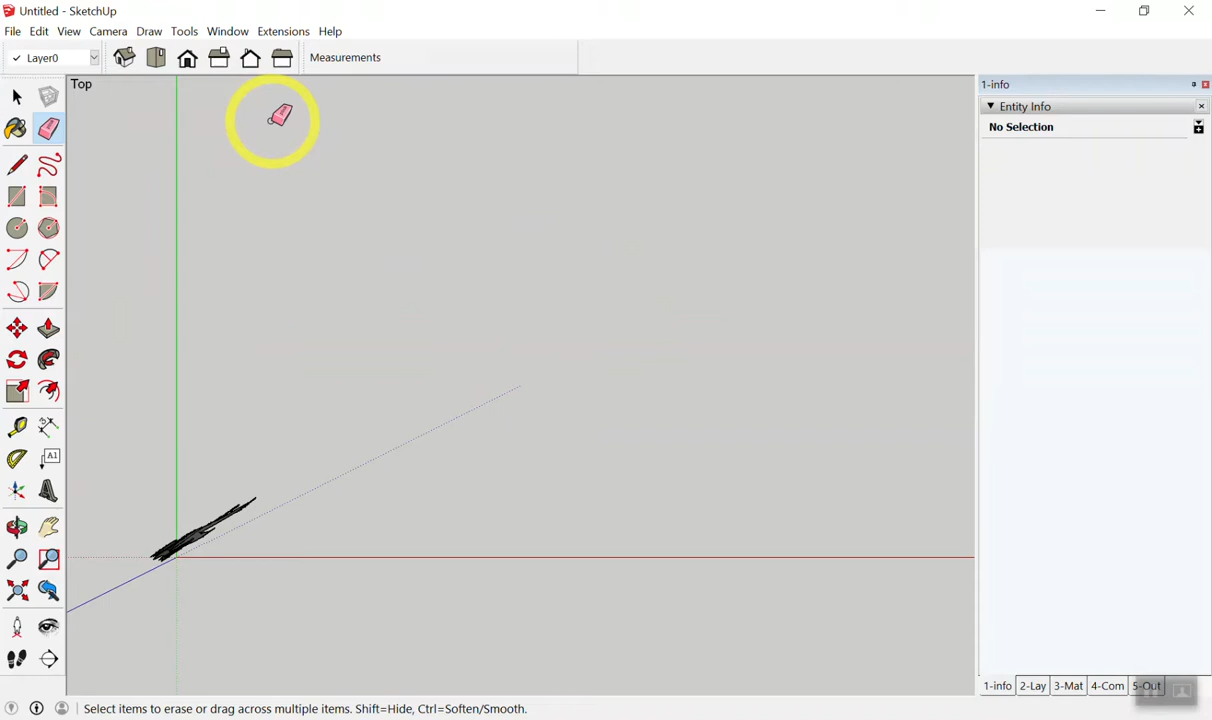 Untitled - SketchUp
File Edit View Camera Draw Tools Window Extensions Help
Layer0
Measurements
Top
1-info
Entity Info
No Selection
A1
1-info 2-Lay 3-Mat 4-Com 5-Out
Select items to erase or drag across multiple items. Shift=Hide, Ctrl=Soften/Smooth.